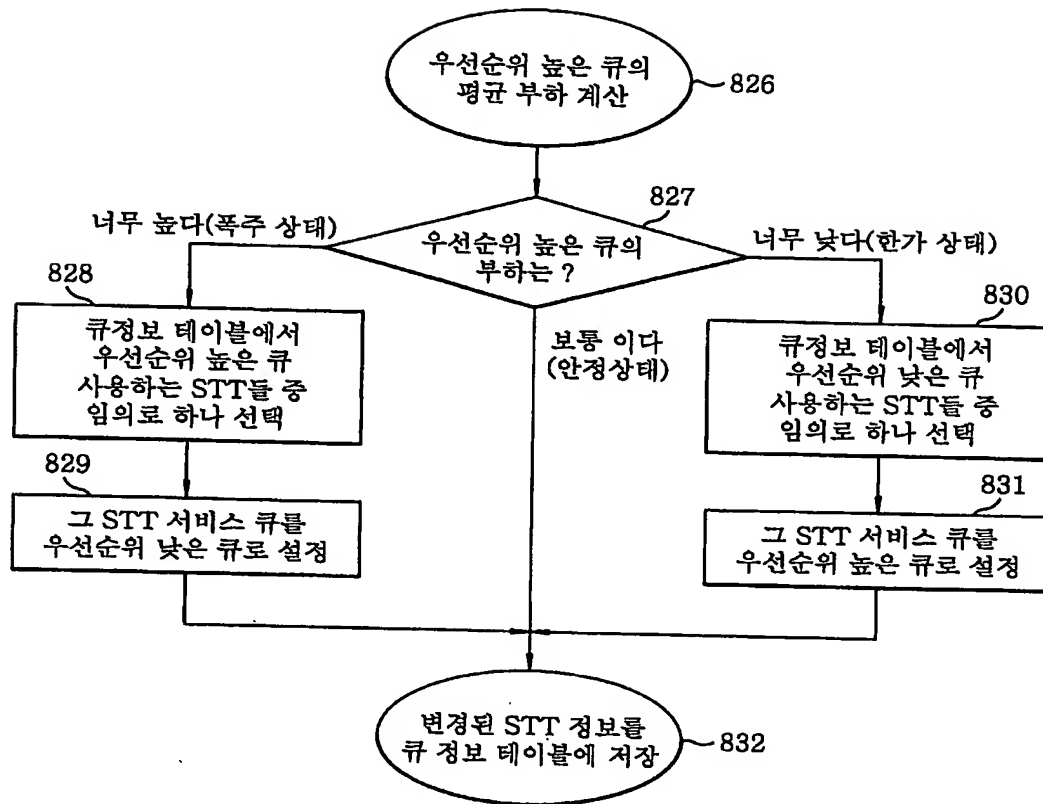 우선순위 높은 큐의
평균 부하 계산
826
827
너무 높다(폭주 상태)
우선순위 높은 큐의
부하는 ?
너무 낮다(한가 상태)
828
큐정보 테이블에서
우선순위 높은 큐
사용하는 STT들 중
임의로 하나 선택
보통 이다
(안정상태)
830
큐정보 테이블에서
우선순위 낮은 큐
사용하는 STT들 중
임의로 하나 선택
829
그 STT 서비스 큐를
우선순위 낮은 큐로 설정
831
그 STT 서비스 큐를
우선순위 높은 큐로 설정
변경된 STT 정보를
큐 정보 테이블에 저장
832